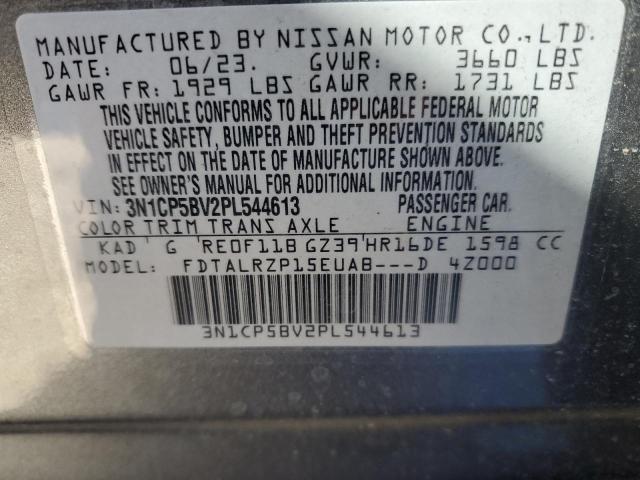 MANUFACTURED BY NISSAN MOTOR CO., LTD.
DATE: 06/23. GVWR: 3660 LBS
GAWR FR: 1929 LBS GAWR RR: 1731 LBS
THIS VEHICLE CONFORMS TO ALL APPLICABLE FEDERAL MOTOR
VEHICLE SAFETY, BUMPER AND THEFT PREVENTION STANDARDS
IN EFFECT ON THE DATE OF MANUFACTURE SHOWN ABOVE.
SEE OWNER'S MANUAL FOR ADDITIONAL INFORMATION.
VIN: 3N1CP5BV2PL544613 PASSENGER CAR.
COLOR TRIM TRANS AXLE ENGINE
KAD G RE0F11B GZ39 HR16DE 1598 CC
MODEL: FDTALRZP15EUAB---D 4Z000
3N1CP5BV2PL544613